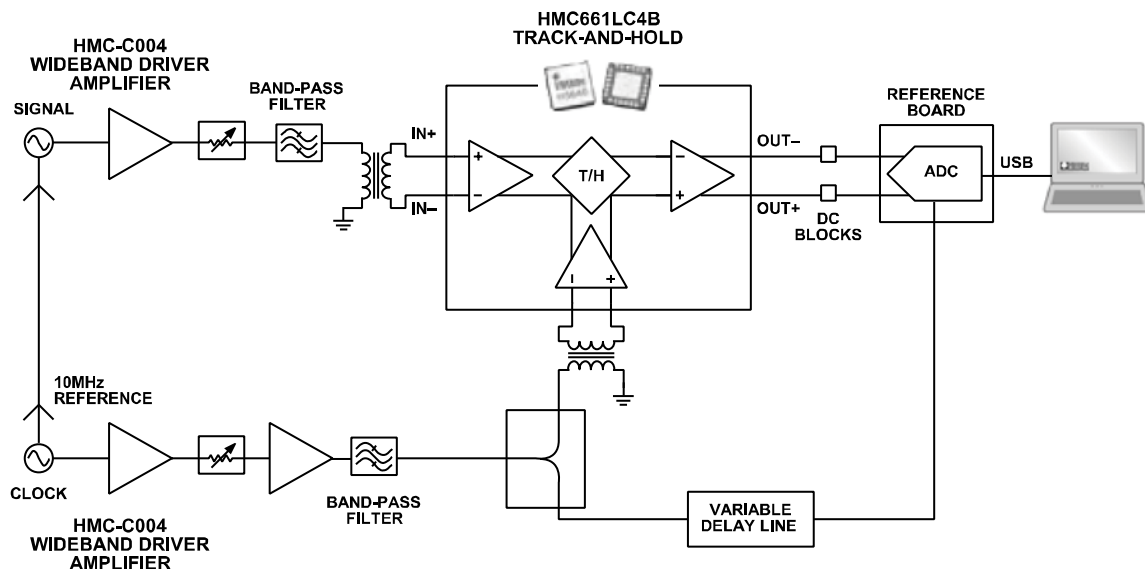 HMC661LC4B
TRACK-AND-HOLD
HMC-C004
WIDEBAND DRIVER
AMPLIFIER
SIGNAL
BAND-PASS
FILTER
IN+
IN–
+
–
T/H
–
+
–
+
OUT–
OUT+
DC
BLOCKS
REFERENCE
BOARD
ADC
USB
10MHz
REFERENCE
CLOCK
HMC-C004
WIDEBAND DRIVER
AMPLIFIER
BAND-PASS
FILTER
VARIABLE
DELAY LINE